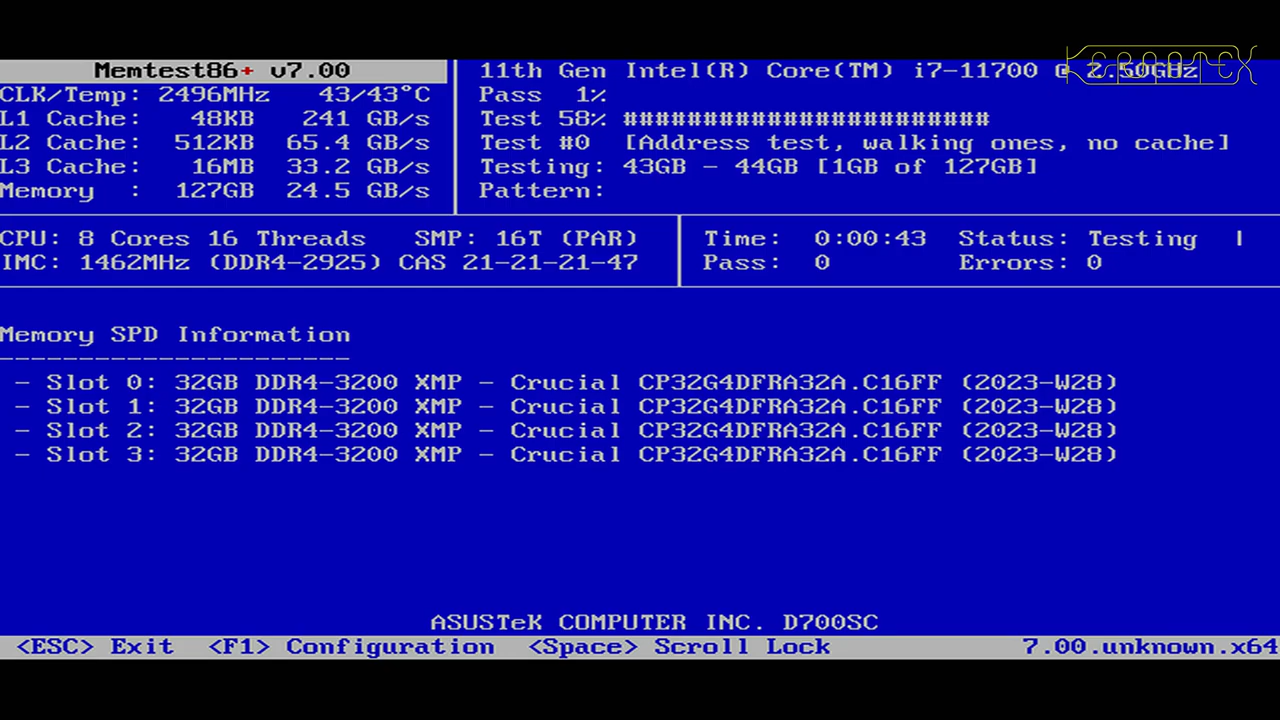 KERNOTEX
Memtest86+ v7.00
11th Gen Intel(R) Core(TM) i7-11700 @ 2.50GHz
CLK/Temp: 2496MHz 43/43°C
Pass 1%
L1 Cache: 48KB 241 GB/s
Test 58% #######################
L2 Cache: 512KB 65.4 GB/s
Test #0 [Address test, walking ones, no cache]
L3 Cache: 16MB 33.2 GB/s
Testing: 43GB - 44GB [1GB of 127GB]
Memory : 127GB 24.5 GB/s
Pattern:
CPU: 8 Cores 16 Threads SMP: 16T (PAR)
Time: 0:00:43 Status: Testing |
IMC: 1462MHz (DDR4-2925) CAS 21-21-21-47
Pass: 0 Errors: 0
Memory SPD Information
----------------------
- Slot 0: 32GB DDR4-3200 XMP - Crucial CP32G4DFRA32A.C16FF (2023-W28)
- Slot 1: 32GB DDR4-3200 XMP - Crucial CP32G4DFRA32A.C16FF (2023-W28)
- Slot 2: 32GB DDR4-3200 XMP - Crucial CP32G4DFRA32A.C16FF (2023-W28)
- Slot 3: 32GB DDR4-3200 XMP - Crucial CP32G4DFRA32A.C16FF (2023-W28)
ASUSTeK COMPUTER INC. D700SC
<ESC> Exit <F1> Configuration <Space> Scroll Lock 7.00.unknown.x64